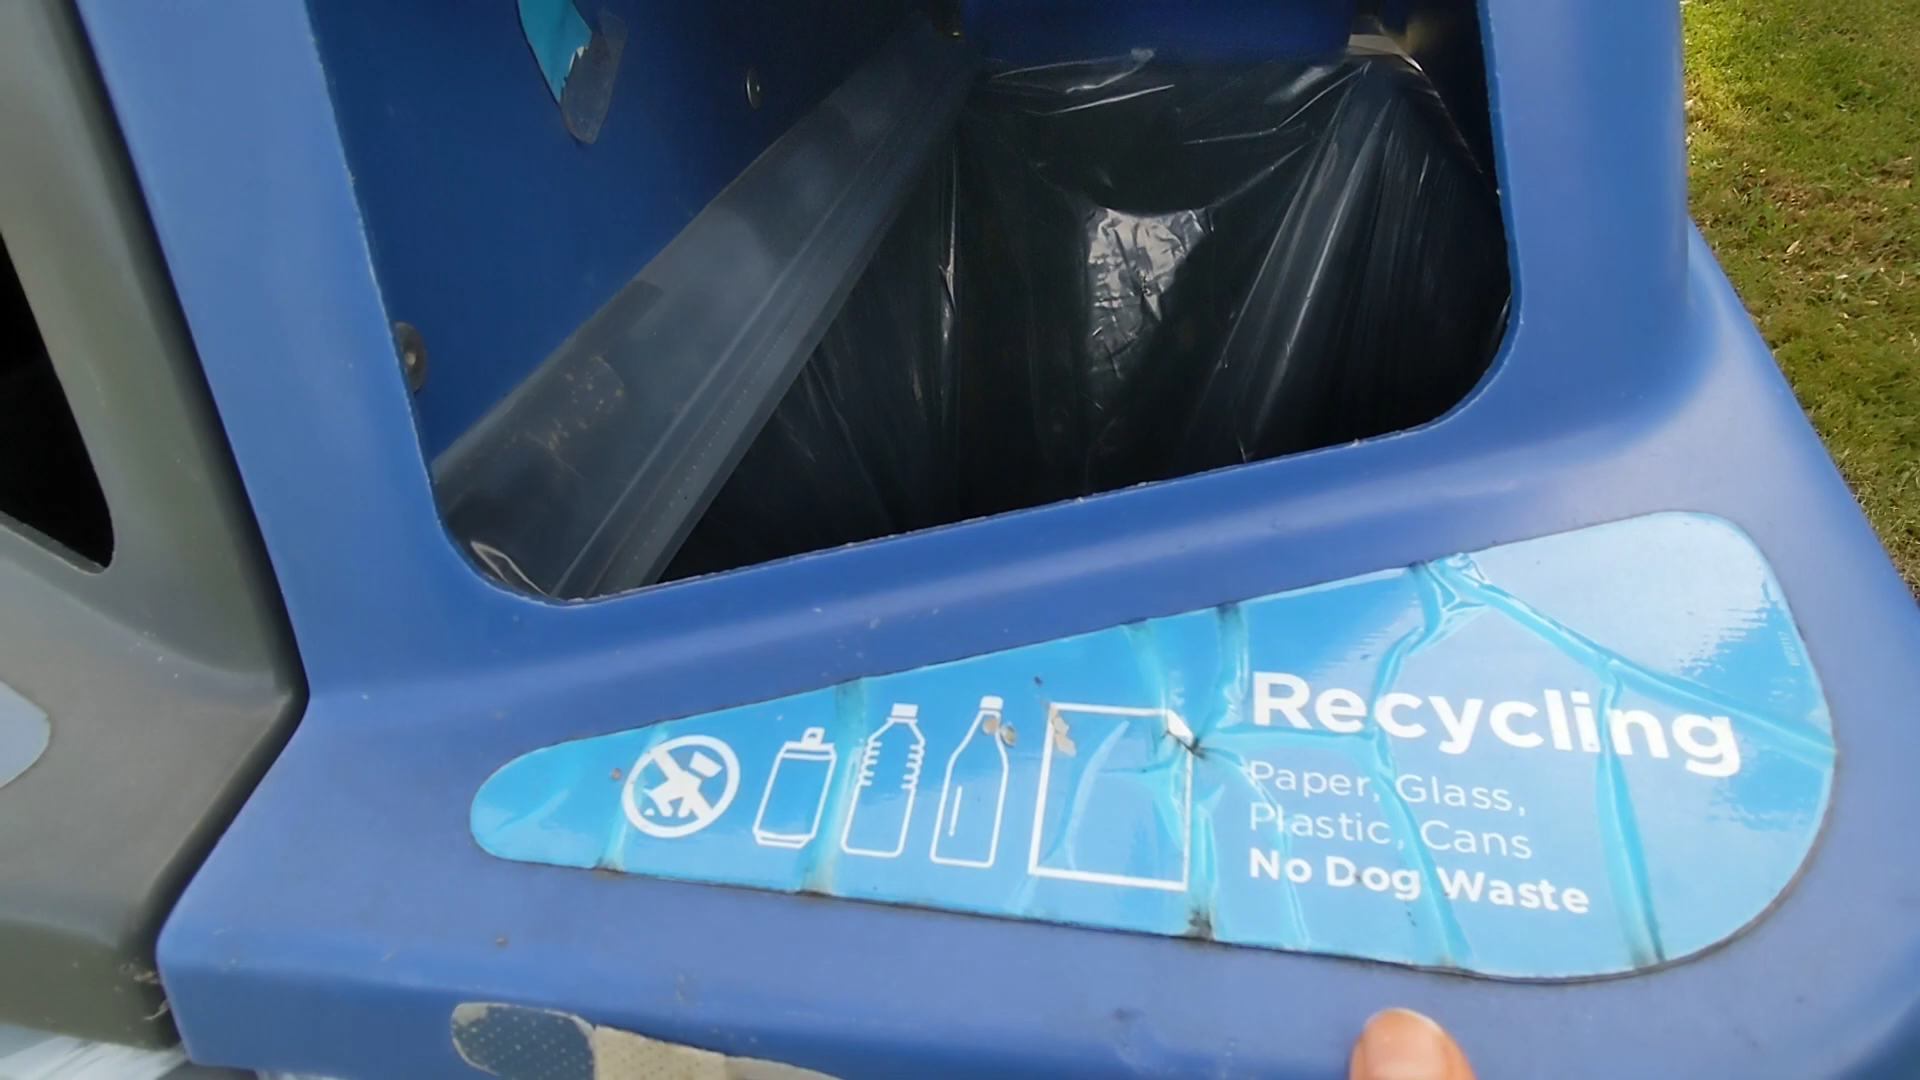 Recycling
Paper, Glass,
Plastic, Cans
No Dog Waste